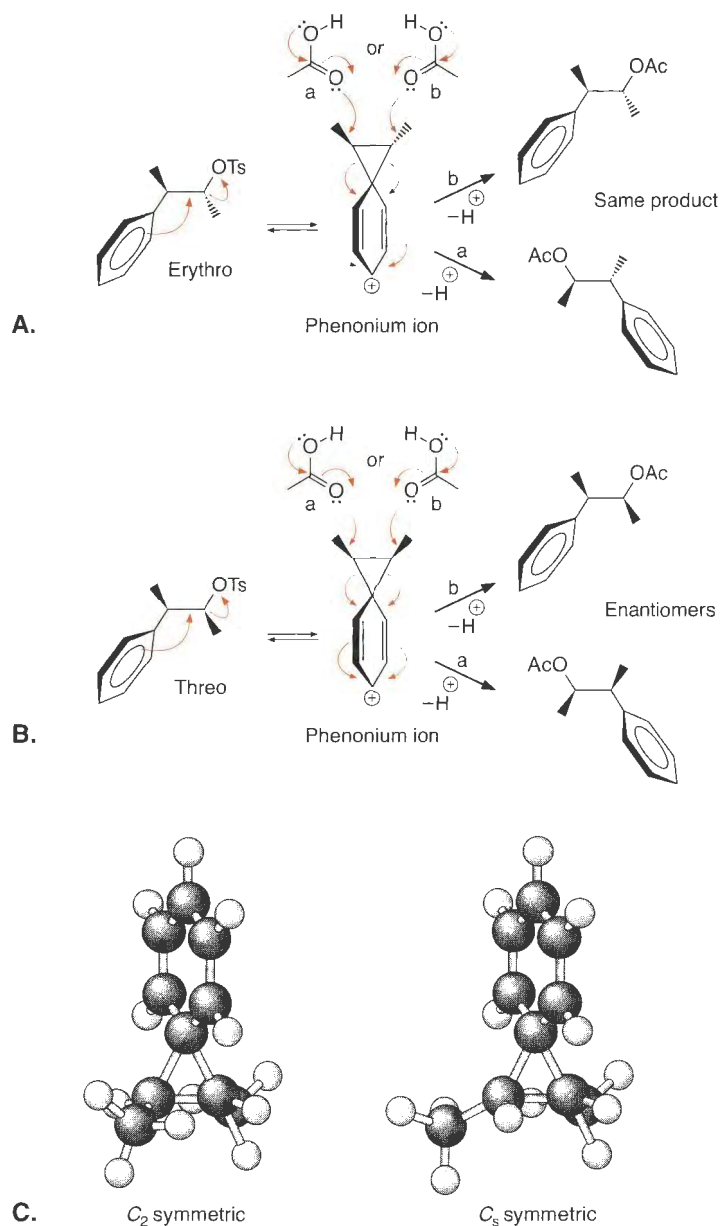 H
O
or
H
O
O
a
O
b
OAc
OTs
b
−H ⊕
Same product
a
−H ⊕
Erythro
⊕
AcO
A.
Phenonium ion
H
O
or
H
O
O
a
O
b
OAc
OTs
b
−H ⊕
Enantiomers
a
−H ⊕
Threo
⊕
AcO
B.
Phenonium ion
C.
C₂ symmetric
Cₛ symmetric